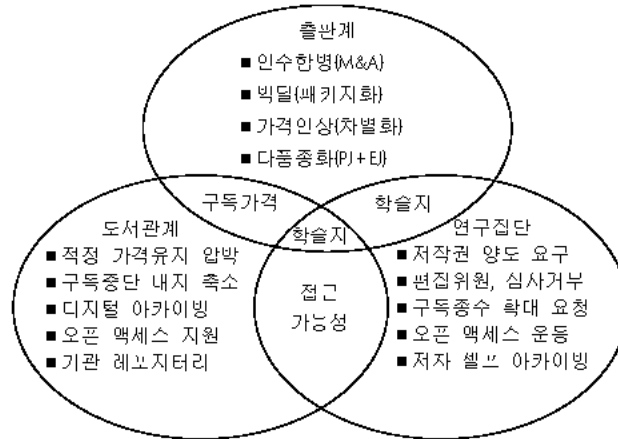 출판계
■ 인수합병(M&A)
■ 빅딜(패키지화)
■ 가격인상(차별화)
■ 다품종화(PJ+EJ)
구독가격
학술지
학술지
도서관계
■ 적정 가격유지 압박
■ 구독중단 내지 축소
■ 디지털 아카이빙
■ 오픈 액세스 지원
■ 기관 레포지터리
접근
가능성
연구집단
■ 저작권 양도 요구
■ 편집위원, 심사거부
■ 구독종수 확대 요청
■ 오픈 액세스 운동
■ 저자 셀프 아카이빙